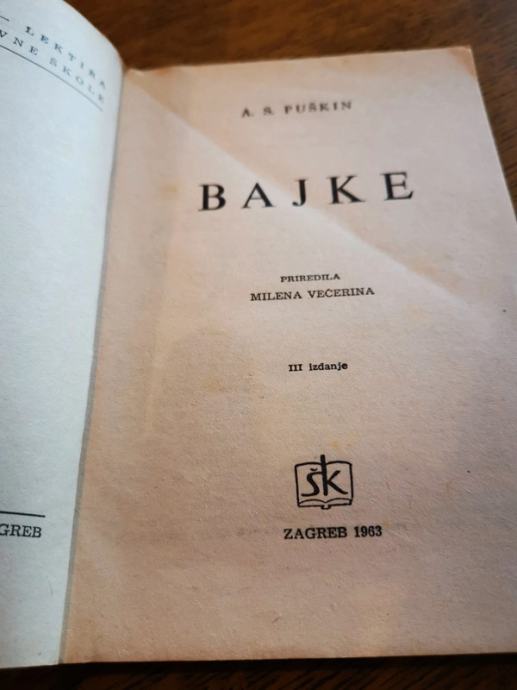 — LEKTIRA
VNE ŠKOLE
GREB
A. S. PUŠKIN
BAJKE
PRIREDILA
MILENA VEČERINA
III izdanje
ŠK
ZAGREB 1963